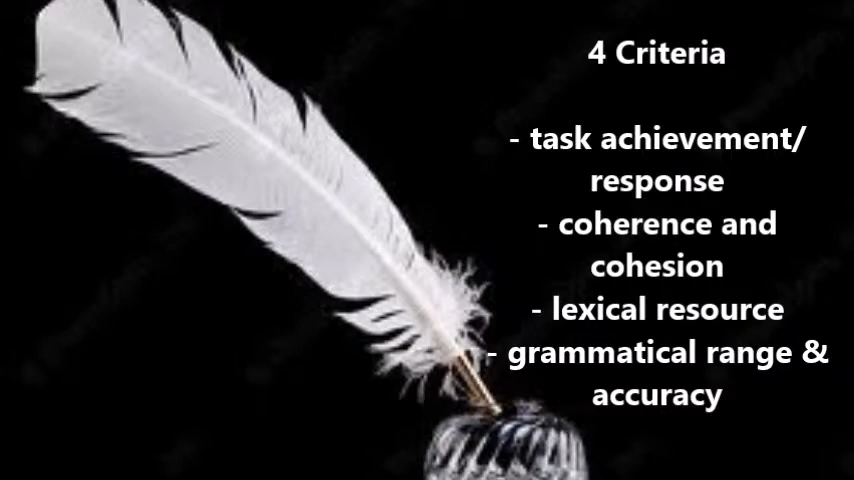 4 Criteria
- task achievement/
response
- coherence and
cohesion
- lexical resource
- grammatical range &
accuracy